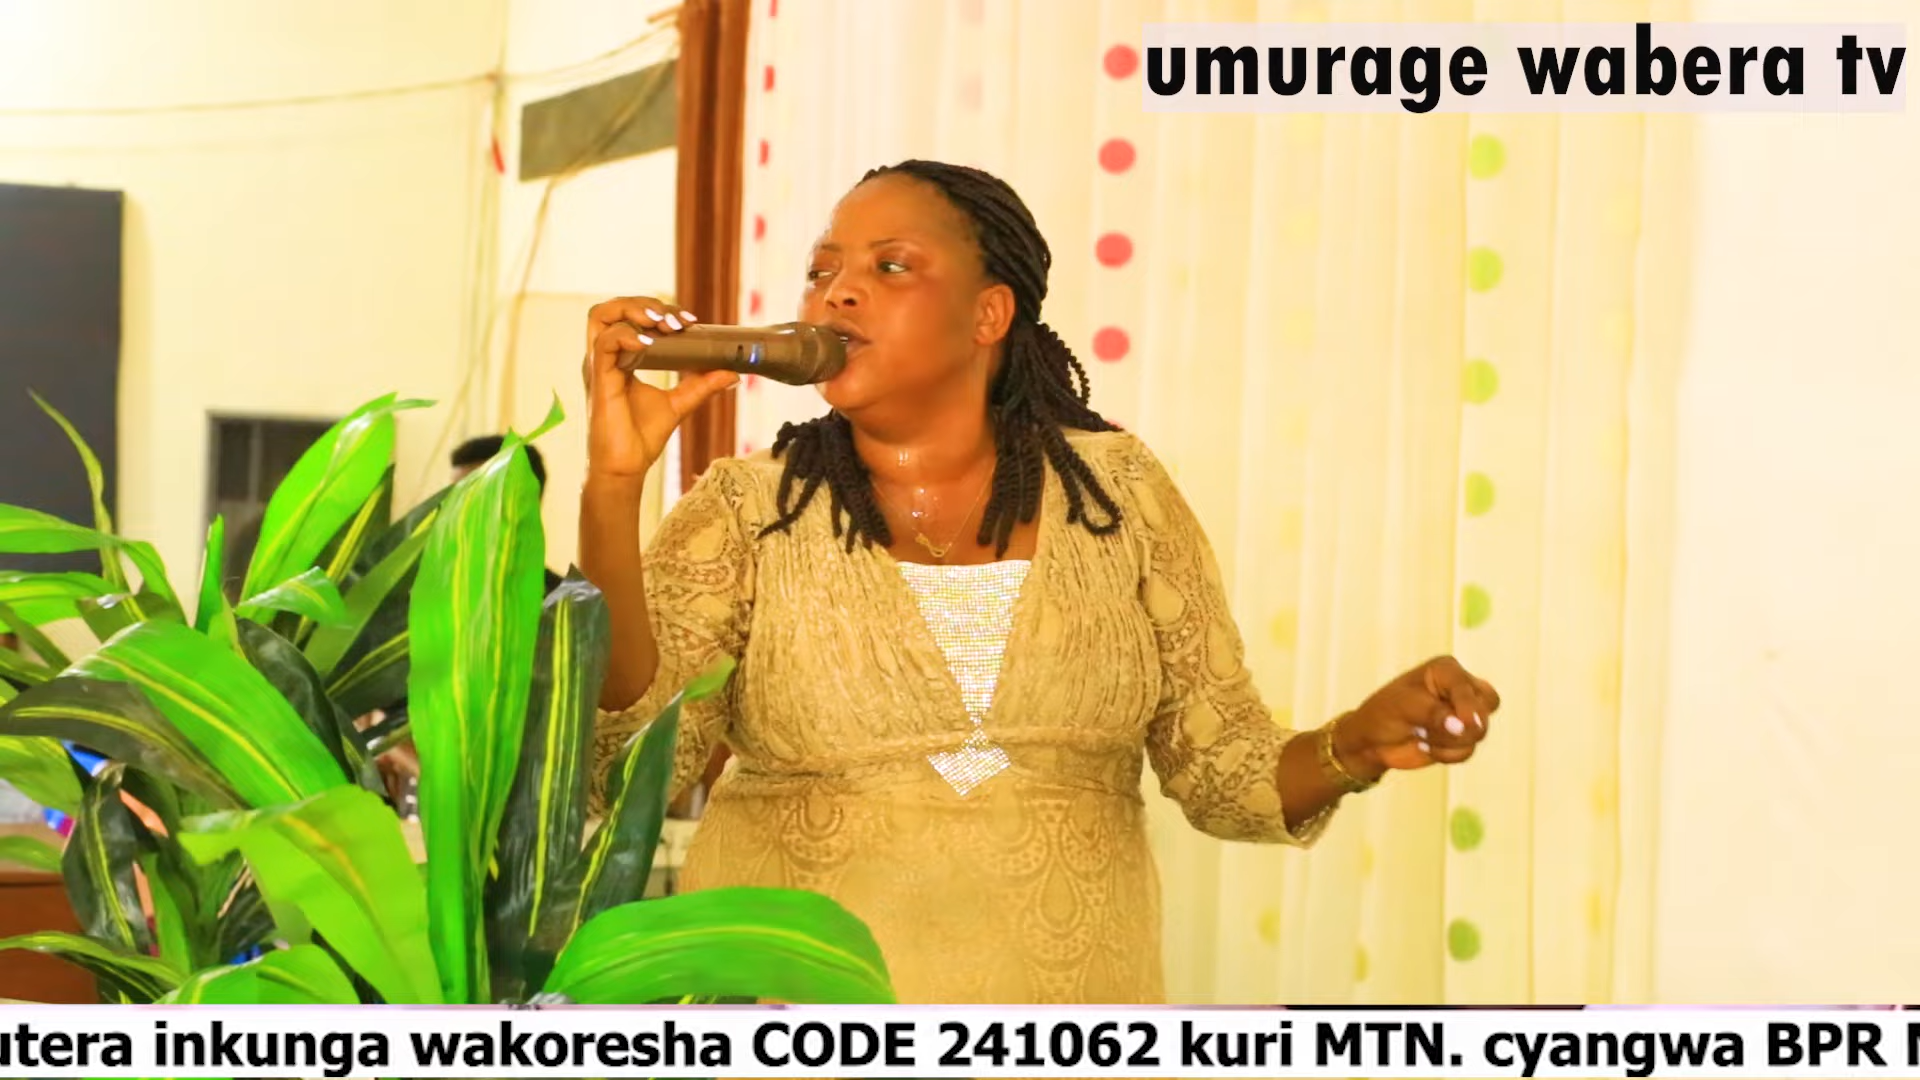 umurage wabera tv
utera inkunga wakoresha CODE 241062 kuri MTN. cyangwa BPR